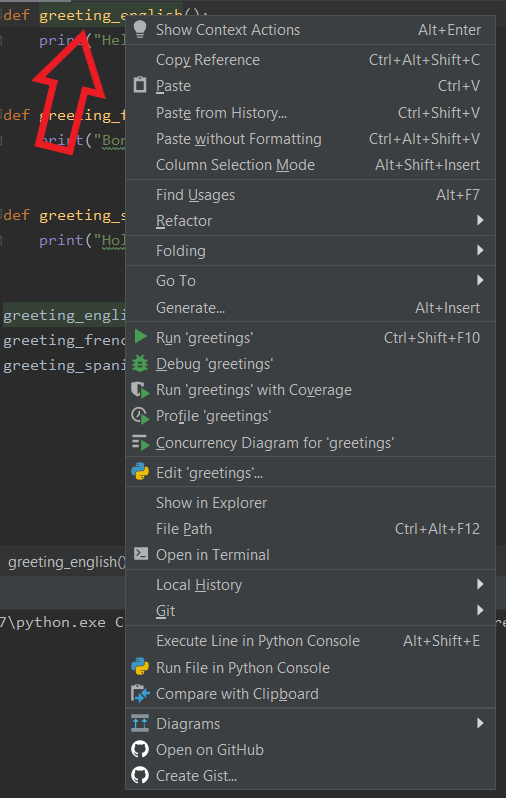 def greeting_english():
print("Hel
def greeting_f
print("Bon
def greeting_s
print("Hol
greeting_engli
greeting_frenc
greeting_spani
greeting_english()
7\python.exe C
re
Show Context Actions Alt+Enter
Copy Reference Ctrl+Alt+Shift+C
Paste Ctrl+V
Paste from History... Ctrl+Shift+V
Paste without Formatting Ctrl+Alt+Shift+V
Column Selection Mode Alt+Shift+Insert
Find Usages Alt+F7
Refactor
Folding
Go To
Generate... Alt+Insert
Run 'greetings' Ctrl+Shift+F10
Debug 'greetings'
Run 'greetings' with Coverage
Profile 'greetings'
Concurrency Diagram for 'greetings'
Edit 'greetings'...
Show in Explorer
File Path Ctrl+Alt+F12
Open in Terminal
Local History
Git
Execute Line in Python Console Alt+Shift+E
Run File in Python Console
Compare with Clipboard
Diagrams
Open on GitHub
Create Gist...